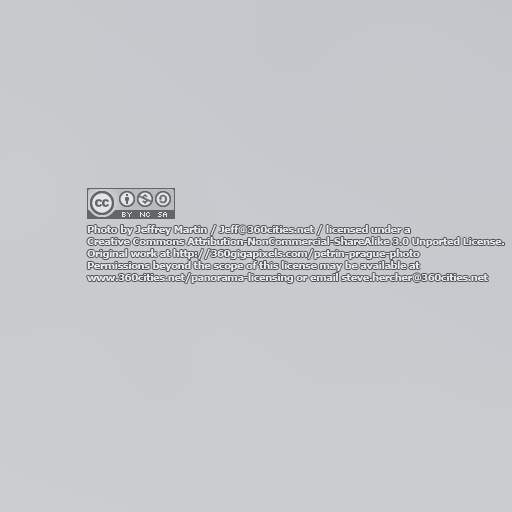 cc BY NC SA
Photo by Jeffrey Martin / Jeff@360cities.net / licensed under a
Creative Commons Attribution-NonCommercial-ShareAlike 3.0 Unported License.
Original work at http://360gigapixels.com/petrin-prague-photo
Permissions beyond the scope of this license may be available at
www.360cities.net/panorama-licensing or email steve.hercher@360cities.net